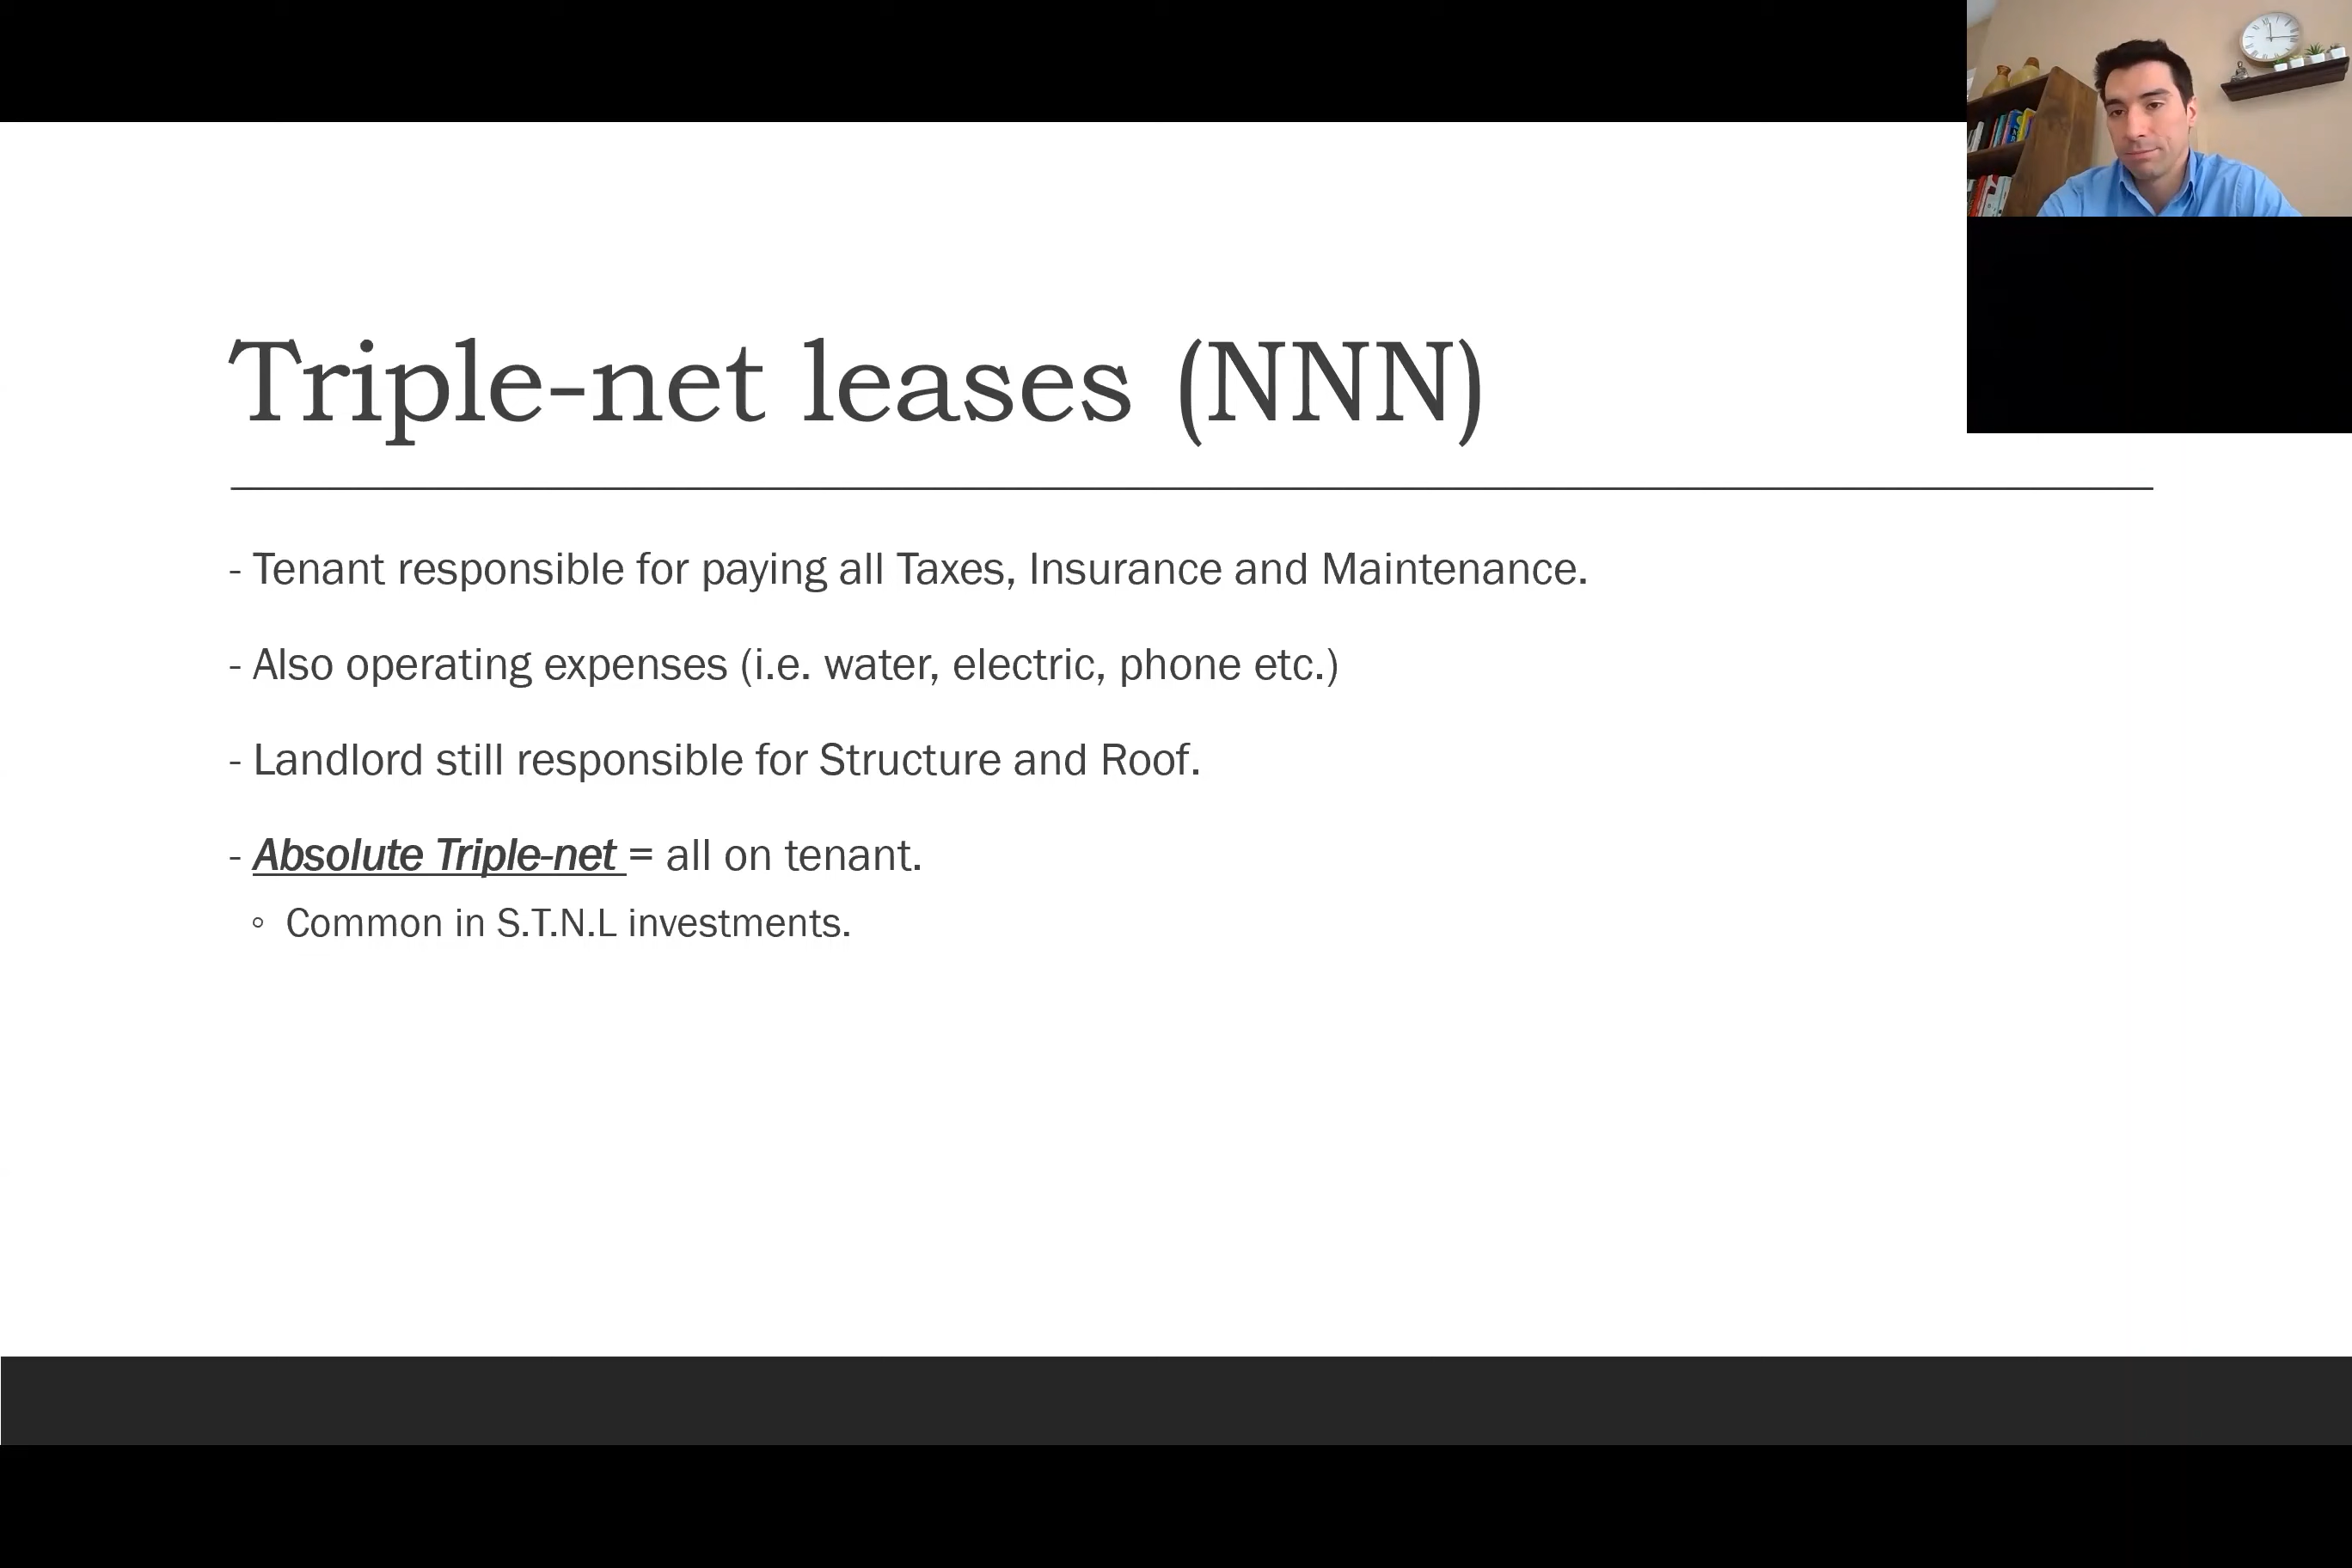 Triple-net leases (NNN)
- Tenant responsible for paying all Taxes, Insurance and Maintenance.
- Also operating expenses (i.e. water, electric, phone etc.)
- Landlord still responsible for Structure and Roof.
- Absolute Triple-net = all on tenant.
◦ Common in S.T.N.L investments.